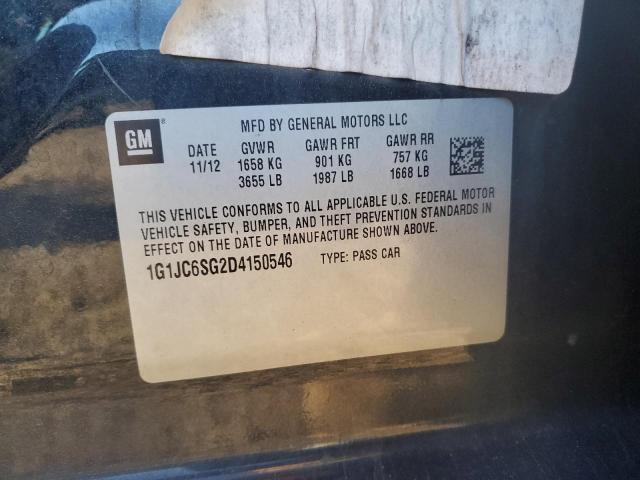 GM ®
MFD BY GENERAL MOTORS LLC
DATE GVWR GAWR FRT GAWR RR
11/12 1658 KG 901 KG 757 KG
3655 LB 1987 LB 1668 LB
THIS VEHICLE CONFORMS TO ALL APPLICABLE U.S. FEDERAL MOTOR
VEHICLE SAFETY, BUMPER, AND THEFT PREVENTION STANDARDS IN
EFFECT ON THE DATE OF MANUFACTURE SHOWN ABOVE.
1G1JC6SG2D4150546 TYPE: PASS CAR